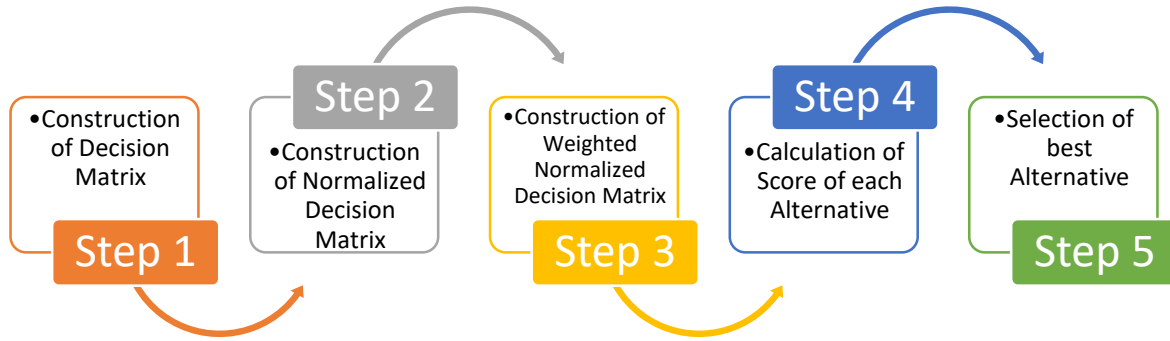 •Construction
of Decision
Matrix
Step 1
Step 2
•Construction
of Normalized
Decision
Matrix
•Construction of
Weighted
Normalized
Decision Matrix
Step 3
Step 4
•Calculation of
Score of each
Alternative
•Selection of
best
Alternative
Step 5